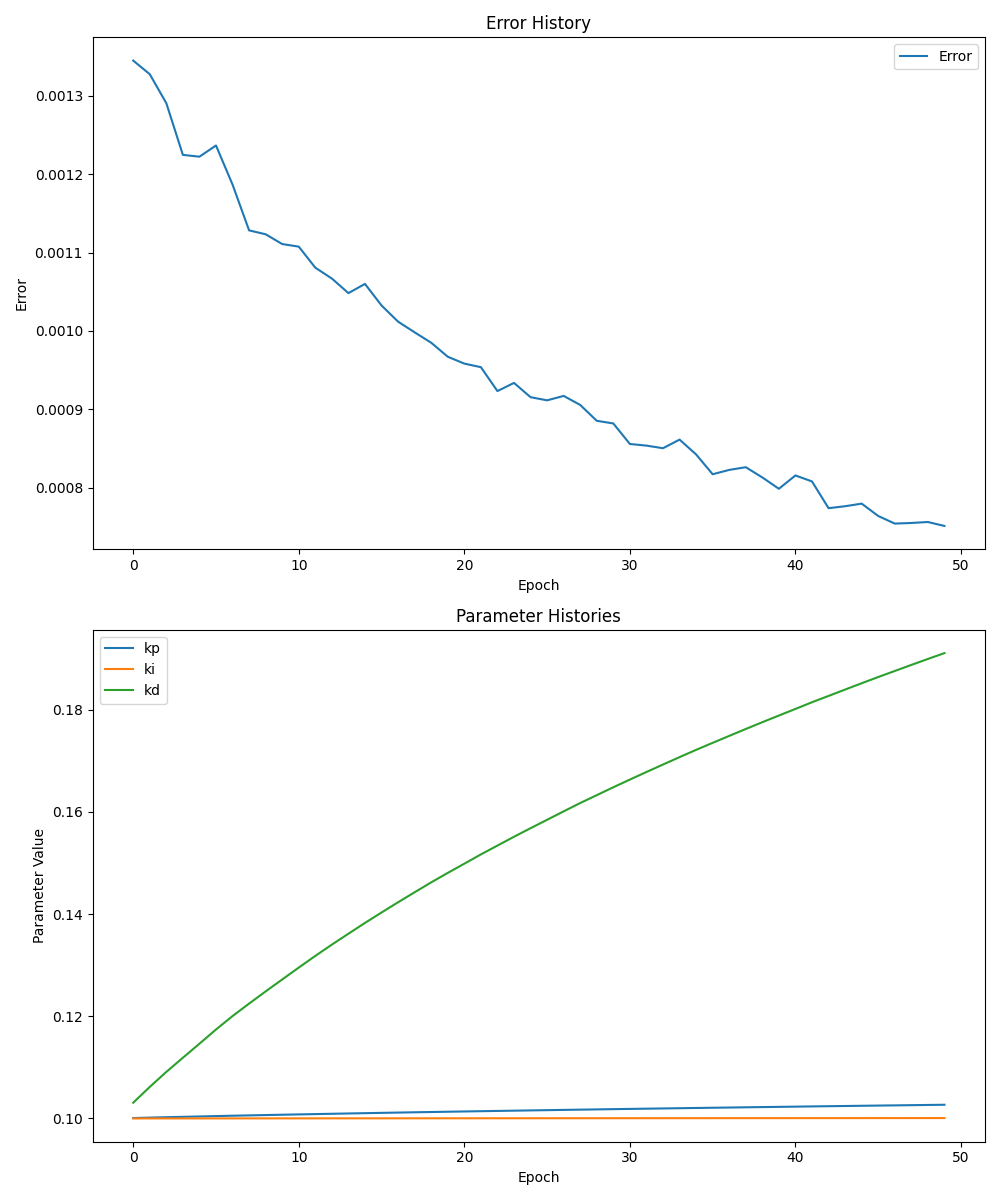 Error History
Error
0.0013
0.0012
0.0011
0.0010
0.0009
0.0008
Error
0
10
20
30
40
50
Epoch
Parameter Histories
kp
ki
kd
0.18
0.16
0.14
0.12
0.10
Parameter Value
0
10
20
30
40
50
Epoch